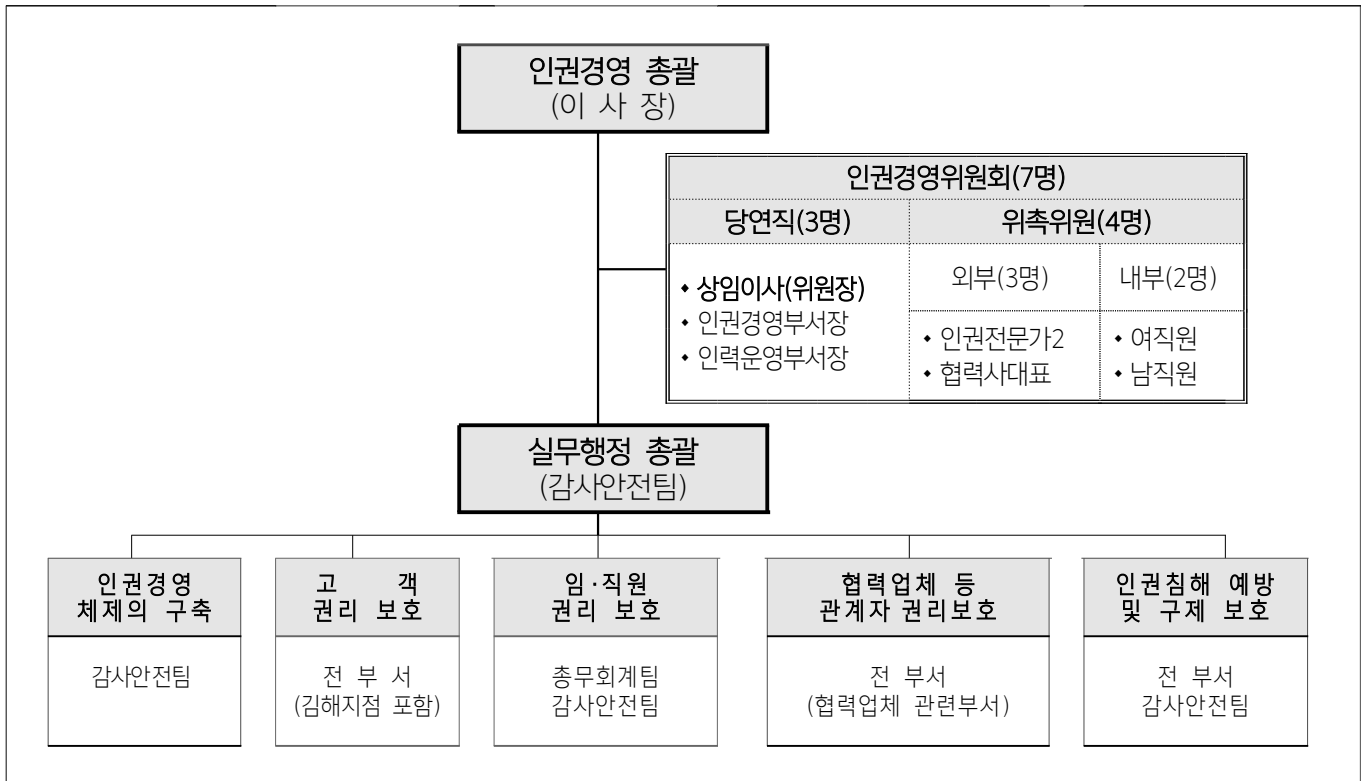 인권경영 총괄
(이 사 장)
인권경영위원회(7명)
당연직(3명)
위촉위원(4명)
◆ 상임이사(위원장)
◆ 인권경영부서장
◆ 인력운영부서장
외부(3명)
내부(2명)
◆ 인권전문가2
◆ 협력사대표
◆ 여직원
◆ 남직원
실무행정 총괄
(감사안전팀)
인권경영
체제의 구축
감사안전팀
고 객
권리 보호
전 부 서
(김해지점 포함)
임·직원
권리 보호
총무회계팀
감사안전팀
협력업체 등
관계자 권리보호
전 부서
(협력업체 관련부서)
인권침해 예방
및 구제 보호
전 부서
감사안전팀